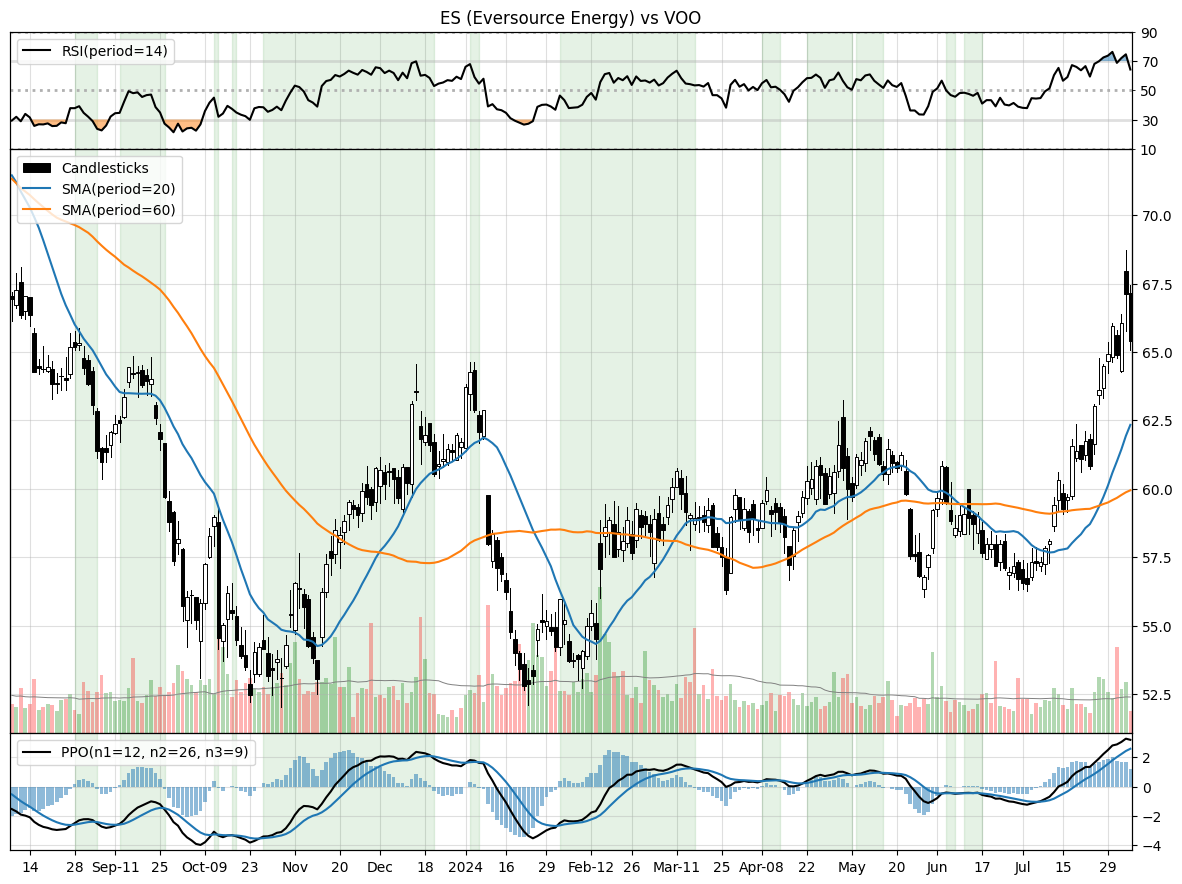 ES (Eversource Energy) vs VOO
RSI(period=14)
90
70
50
30
10
Candlesticks
SMA(period=20)
SMA(period=60)
70.0
67.5
65.0
62.5
60.0
57.5
55.0
52.5
PPO(n1=12, n2=26, n3=9)
2
0
−2
−4
14 28 Sep-11 25 Oct-09 23 Nov 20 Dec 18 2024 16 29 Feb-12 26 Mar-11 25 Apr-08 22 May 20 Jun 17 Jul 15 29